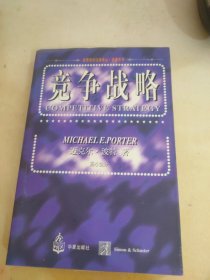 竞争战略
COMPETITIVE STRATEGY
MICHAEL E.PORTER
迈克尔·波特 著
华夏出版社
Simon & Schuster